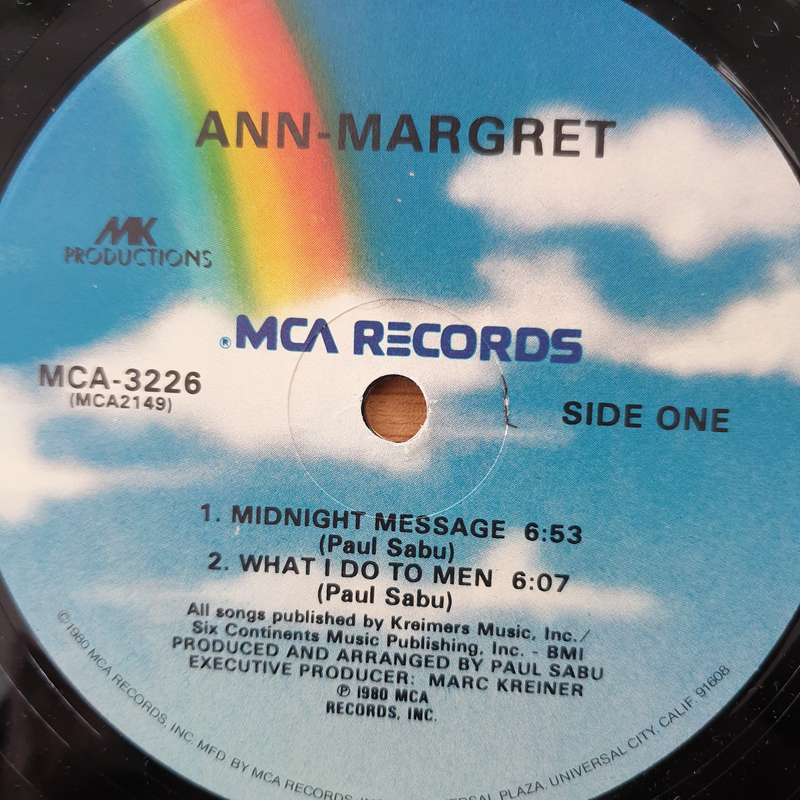 ANN-MARGRET
MK
PRODUCTIONS
® MCA RECORDS
MCA-3226
(MCA2149)
SIDE ONE
1. MIDNIGHT MESSAGE 6:53
(Paul Sabu)
2. WHAT I DO TO MEN 6:07
(Paul Sabu)
All songs published by Kreimers Music, Inc./
Six Continents Music Publishing, Inc. - BMI
PRODUCED AND ARRANGED BY PAUL SABU
EXECUTIVE PRODUCER: MARC KREINER
℗ 1980 MCA
RECORDS, INC.
©1980 MCA RECORDS, INC. MFD. BY MCA RECORDS, PLAZA, UNIVERSAL CITY, CALIF. 91608